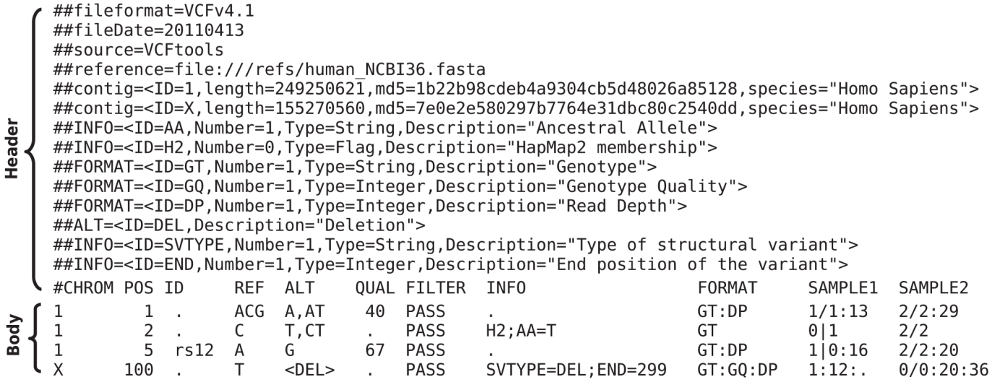 Header
##fileformat=VCFv4.1
##fileDate=20110413
##source=VCFtools
##reference=file:///refs/human_NCBI36.fasta
##contig=<ID=1,length=249250621,md5=1b22b98cdeb4a9304cb5d48026a85128,species="Homo Sapiens">
##contig=<ID=X,length=155270560,md5=7e0e2e580297b7764e31dbc80c2540dd,species="Homo Sapiens">
##INFO=<ID=AA,Number=1,Type=String,Description="Ancestral Allele">
##INFO=<ID=H2,Number=0,Type=Flag,Description="HapMap2 membership">
##FORMAT=<ID=GT,Number=1,Type=String,Description="Genotype">
##FORMAT=<ID=GQ,Number=1,Type=Integer,Description="Genotype Quality">
##FORMAT=<ID=DP,Number=1,Type=Integer,Description="Read Depth">
##ALT=<ID=DEL,Description="Deletion">
##INFO=<ID=SVTYPE,Number=1,Type=String,Description="Type of structural variant">
##INFO=<ID=END,Number=1,Type=Integer,Description="End position of the variant">
#CHROM POS ID REF ALT QUAL FILTER INFO FORMAT SAMPLE1 SAMPLE2
Body
1 1 . ACG A,AT 40 PASS . GT:DP 1/1:13 2/2:29
1 2 . C T,CT . PASS H2;AA=T GT 0|1 2/2
1 5 rs12 A G 67 PASS . GT:DP 1|0:16 2/2:20
X 100 . T <DEL> . PASS SVTYPE=DEL;END=299 GT:GQ:DP 1:12:. 0/0:20:36